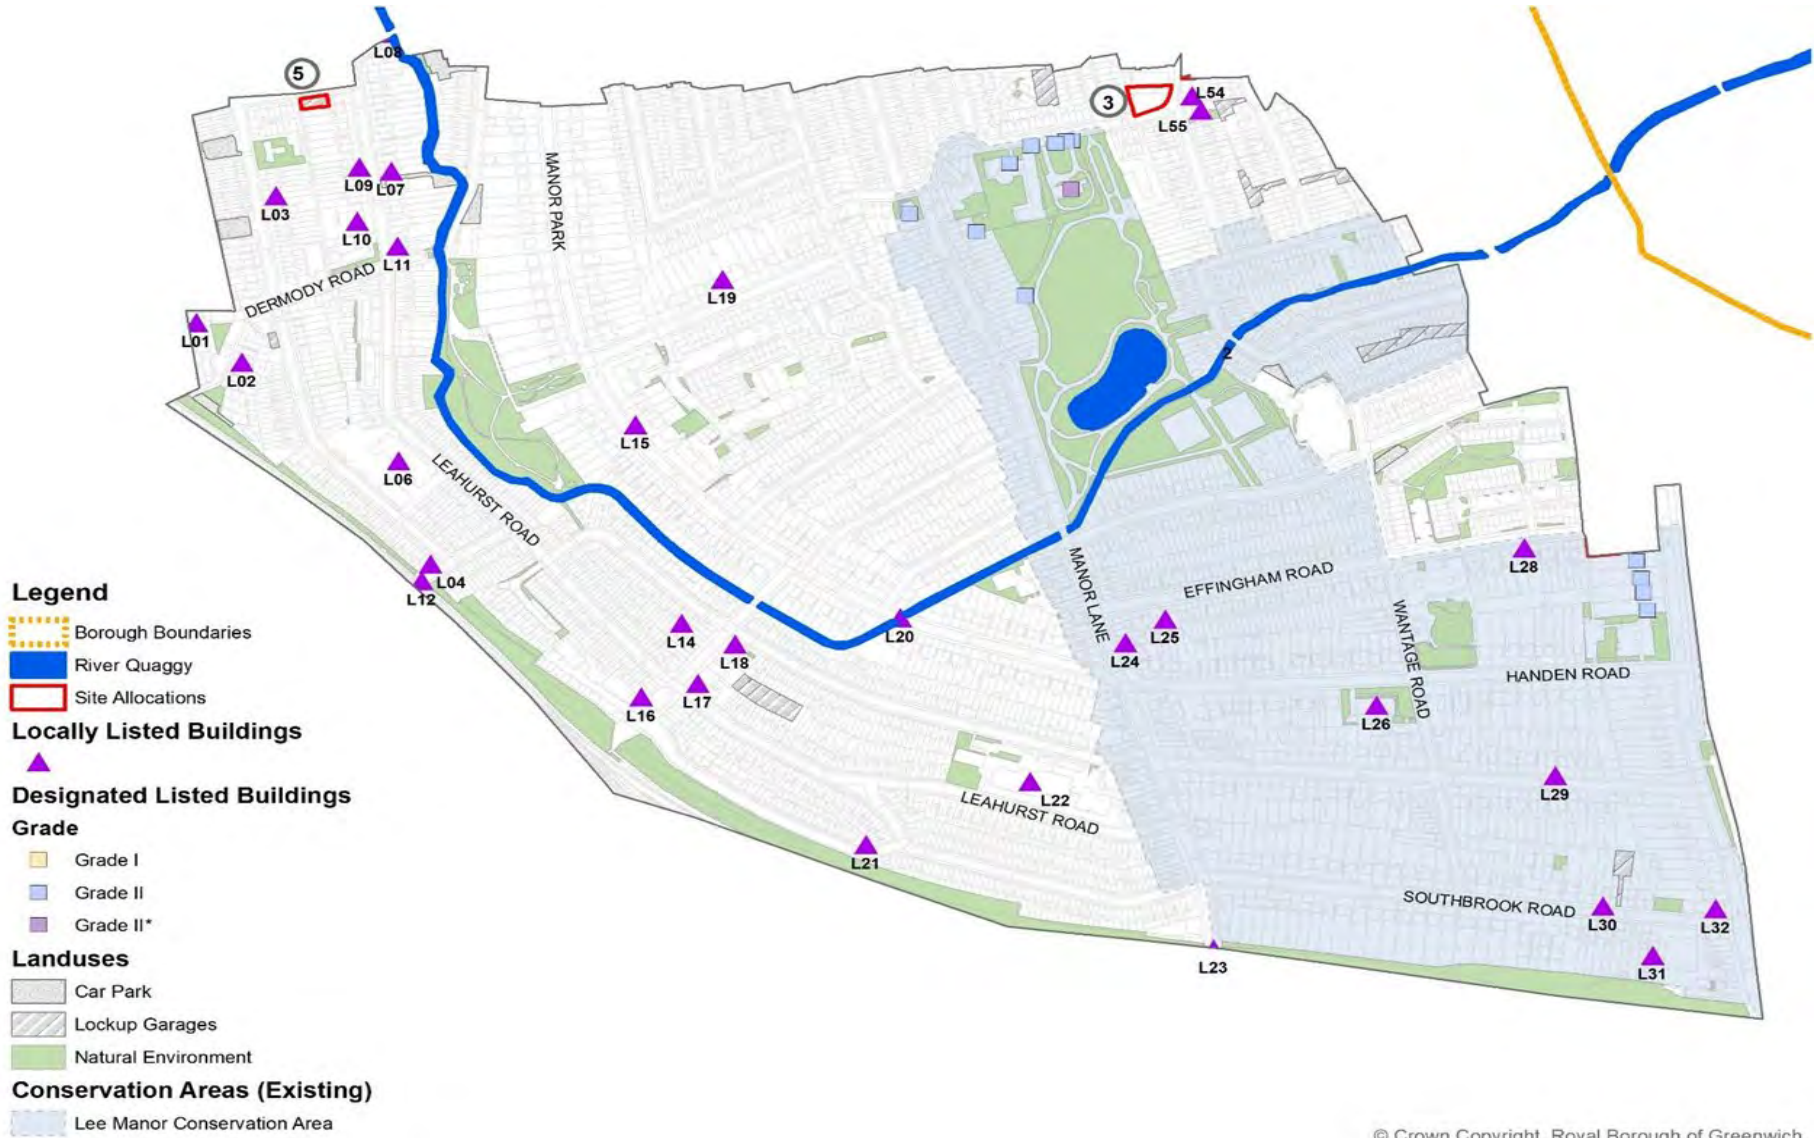 L08
5
3
L54
L55
L09
L07
L03
L10
L11
MANOR PARK
DERMODY ROAD
L19
L01
L02
2
L15
L06
LEAHURST ROAD
L04
L12
L14
L18
L20
L16
L17
MANOR LANE
EFFINGHAM ROAD
L28
L25
L24
WANTAGE ROAD
HANDEN ROAD
L26
L22
LEAHURST ROAD
L29
L21
SOUTHBROOK ROAD
L30
L32
L23
L31
Legend
Borough Boundaries
River Quaggy
Site Allocations
Locally Listed Buildings
Designated Listed Buildings
Grade
Grade I
Grade II
Grade II*
Landuses
Car Park
Lockup Garages
Natural Environment
Conservation Areas (Existing)
Lee Manor Conservation Area
© Crown Copyright, Royal Borough of Greenwich